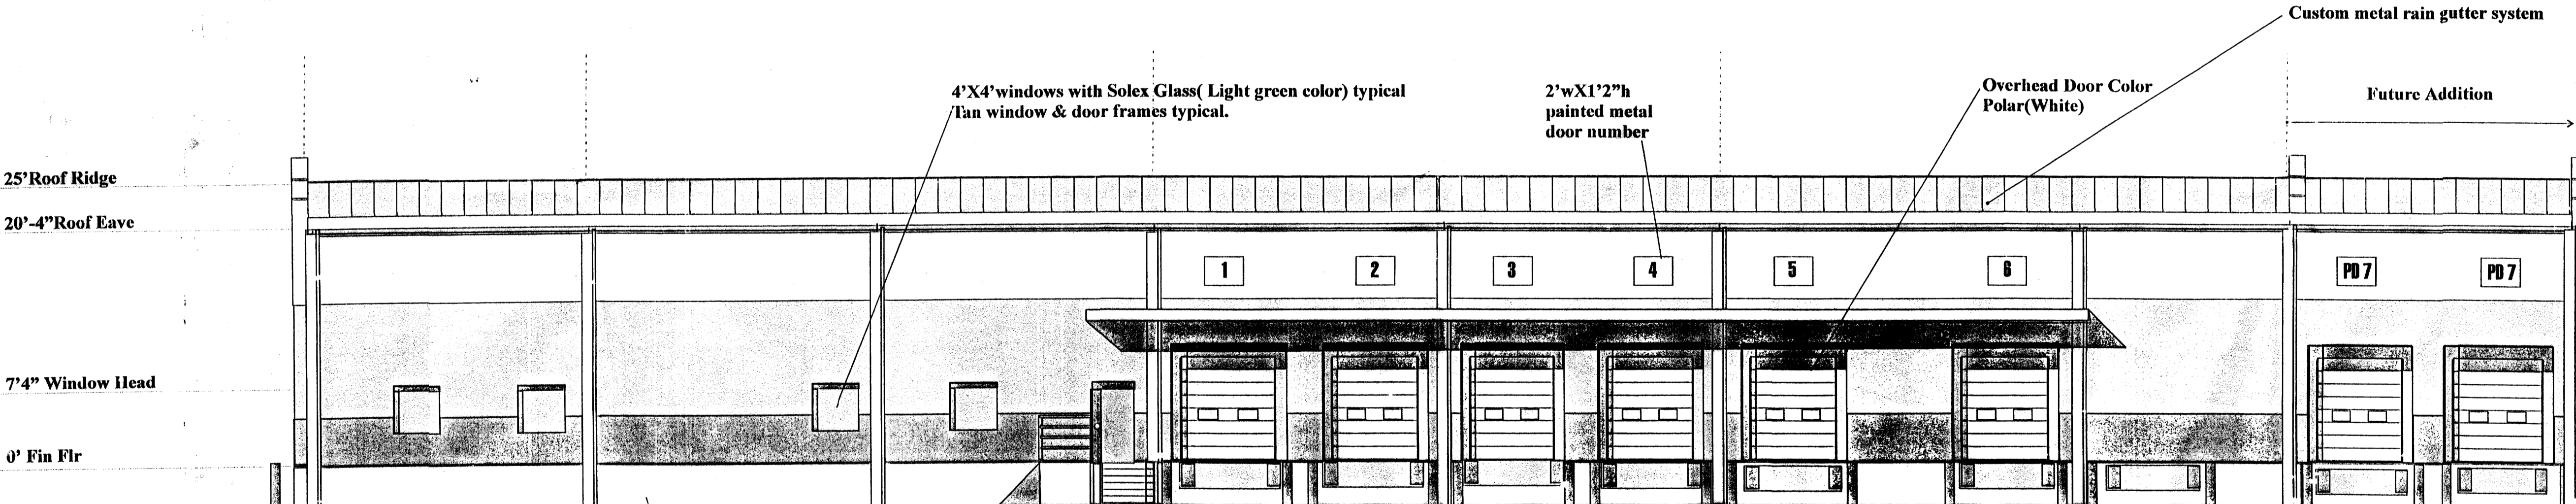 Custom metal rain gutter system
4'X4'windows with Solex Glass( Light green color) typical
Tan window & door frames typical.
2'wX1'2"h
painted metal
door number
Overhead Door Color
Polar(White)
Future Addition
25'Roof Ridge
20'-4"Roof Eave
1 2 3 4 5 6 PD 7 PD 7
7'4" Window Head
0' Fin Flr